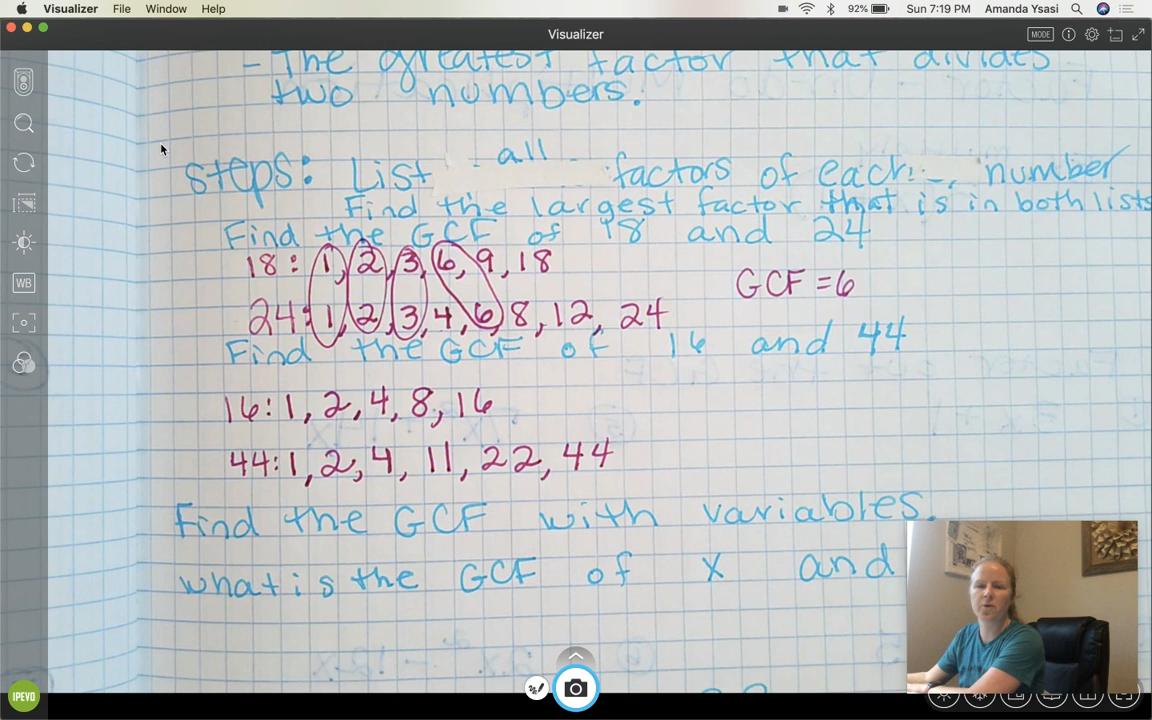 Visualizer File Window Help 92% Sun 7:19 PM Amanda Ysasi
Visualizer
MODE
- The greatest factor that divides
two numbers.
all
Steps: List factors of each number
Find the largest factor that is in both lists
Find the GCF of 18 and 24
18: 1, 2, 3, 6, 9, 18
GCF = 6
24: 1, 2, 3, 4, 6, 8, 12, 24
Find the GCF of 16 and 44
16: 1, 2, 4, 8, 16
44: 1, 2, 4, 11, 22, 44
Find the GCF with variables.
what is the GCF of x and
WB
IPEVO